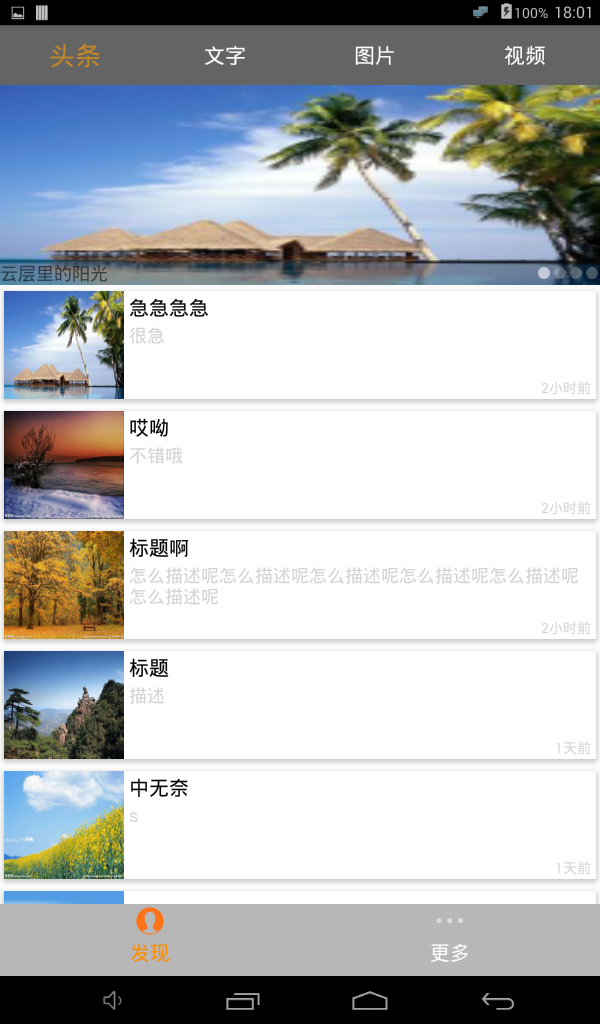 100% 18:01
头条 文字 图片 视频
云层里的阳光
急急急急
很急
2小时前
哎呦
不错哦
2小时前
标题啊
怎么描述呢怎么描述呢怎么描述呢怎么描述呢怎么描述呢
怎么描述呢
2小时前
标题
描述
1天前
中无奈
s
1天前
发现 更多